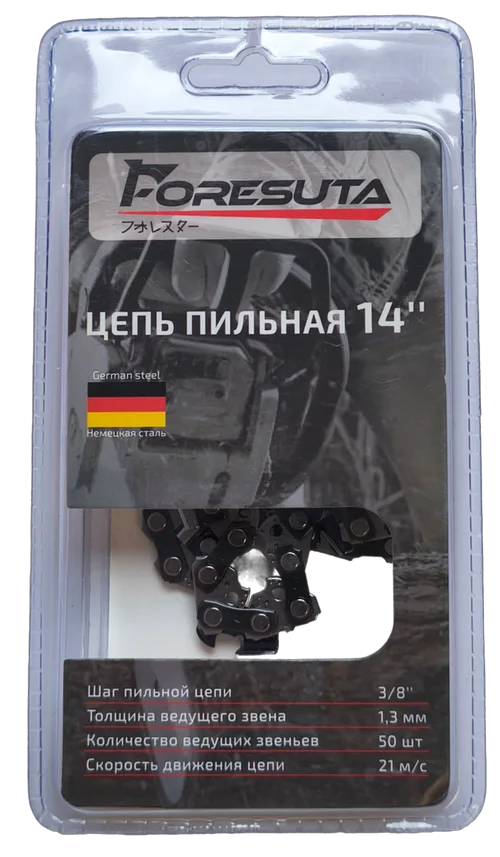 FORESUTA
フォレスター
ЦЕПЬ ПИЛЬНАЯ 14''
German steel
Немецкая сталь
Шаг пильной цепи 3/8''
Толщина ведущего звена 1,3 мм
Количество ведущих звеньев 50 шт
Скорость движения цепи 21 м/с